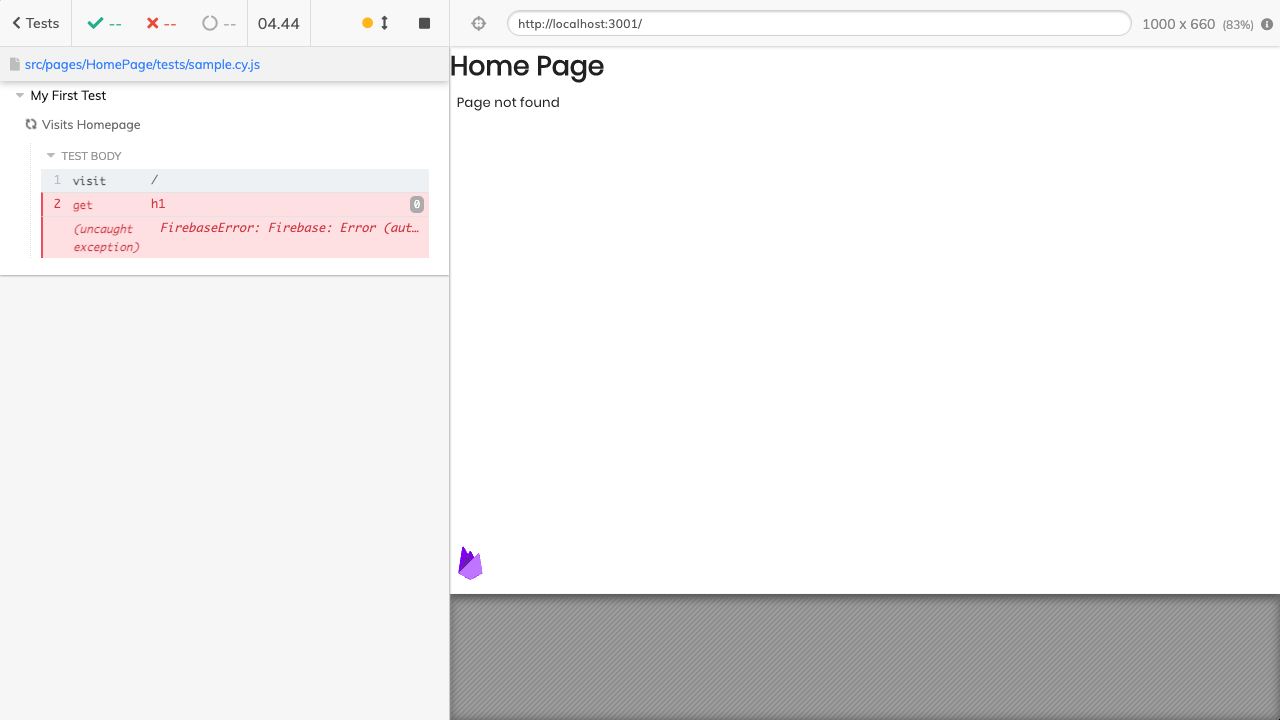 Tests -- -- -- 04.44 http://localhost:3001/ 1000 x 660 (83%)
src/pages/HomePage/tests/sample.cy.js
My First Test
Visits Homepage
TEST BODY
1 visit /
2 get h1 0
(uncaught exception) FirebaseError: Firebase: Error (aut…
Home Page
Page not found